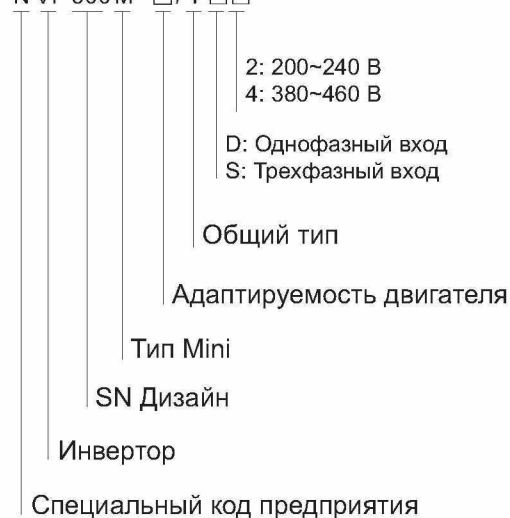 2: 200~240 В
4: 380~460 В
D: Однофазный вход
S: Трехфазный вход
Общий тип
Адаптируемость двигателя
Тип Mini
SN Дизайн
Инвертор
Специальный код предприятия